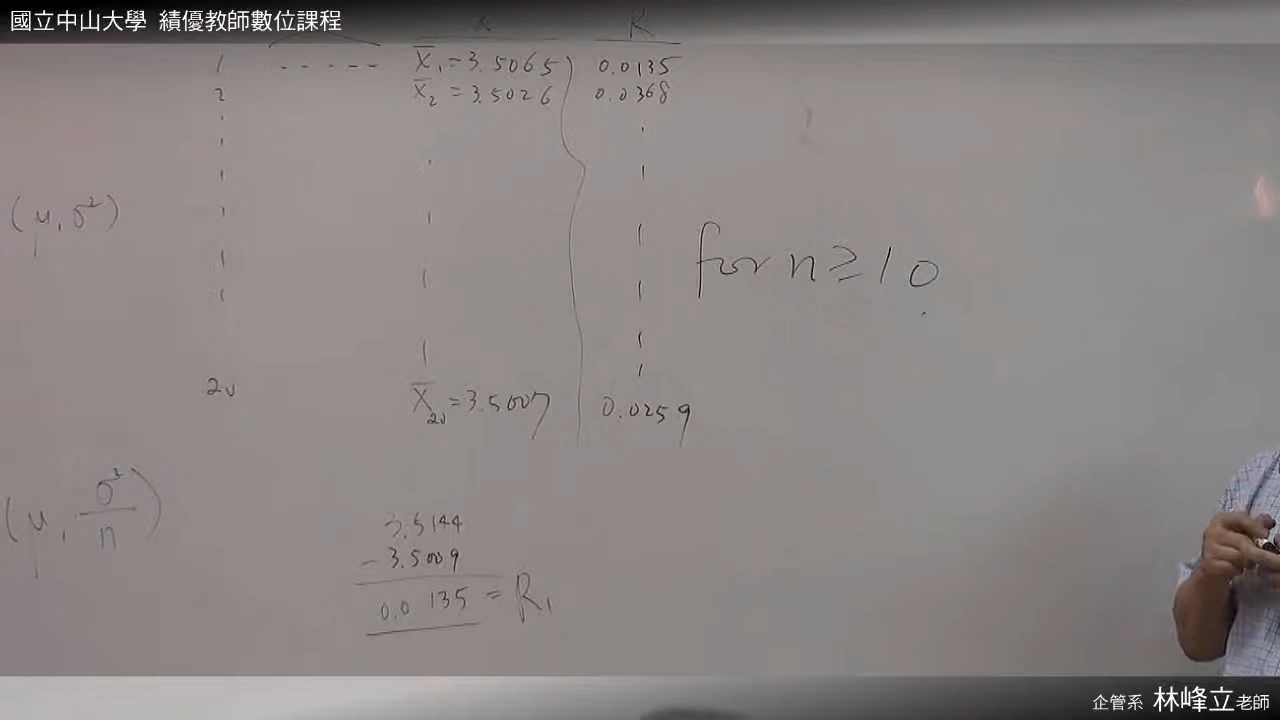 國立中山大學 績優教師數位課程
R
1 ----- X̄₁ = 3.5065 0.0135
2 X̄₂ = 3.5026 0.0368
(μ, σ²)
for n ≥ 10
20 X̄₂₀ = 3.5007 0.0259
(μ, σ²/n)
3.5144
- 3.5009
0.0135 = R₁
企管系 林峰立老師